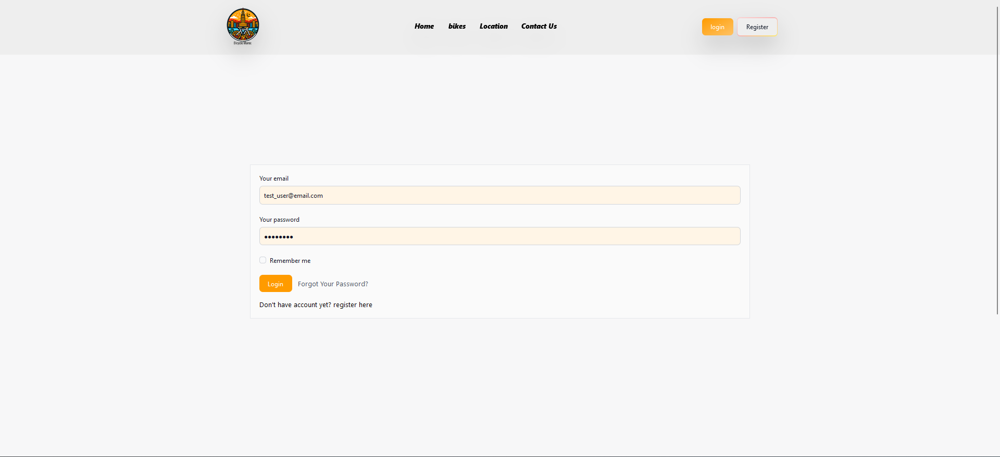 Bicycle Maroc
Home bikes Location Contact Us
login Register
Your email
test_user@email.com
Your password
••••••••
Remember me
Login Forgot Your Password?
Don't have account yet? register here